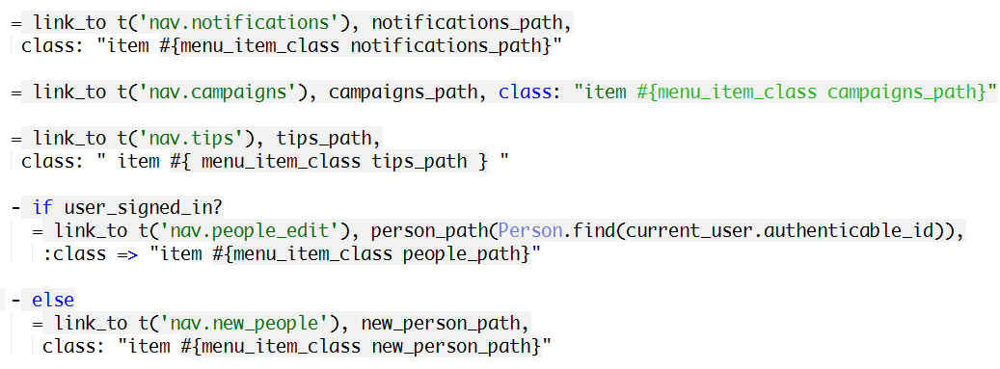 = link_to t('nav.notifications'), notifications_path,
class: "item #{menu_item_class notifications_path}"
= link_to t('nav.campaigns'), campaigns_path, class: "item #{menu_item_class campaigns_path}"
= link_to t('nav.tips'), tips_path,
class: " item #{ menu_item_class tips_path } "
- if user_signed_in?
= link_to t('nav.people_edit'), person_path(Person.find(current_user.authenticable_id)),
:class => "item #{menu_item_class people_path}"
- else
= link_to t('nav.new_people'), new_person_path,
class: "item #{menu_item_class new_person_path}"